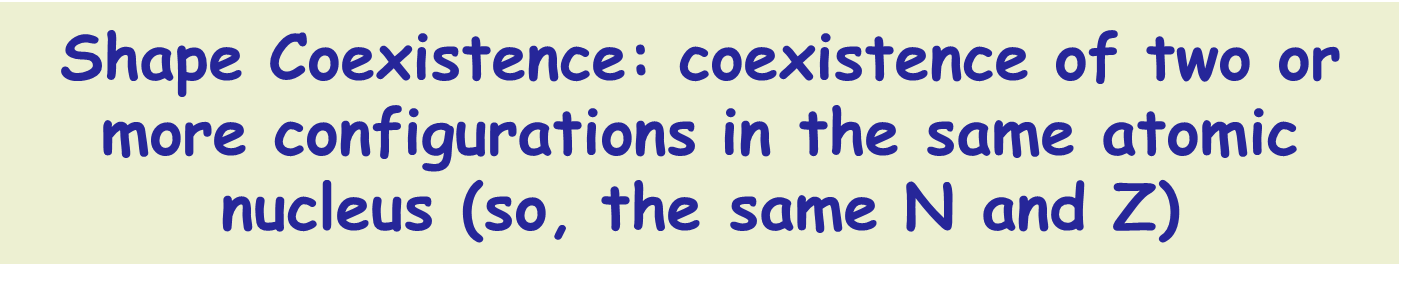 Shape Coexistence: coexistence of two or
more configurations in the same atomic
nucleus (so, the same N and Z)